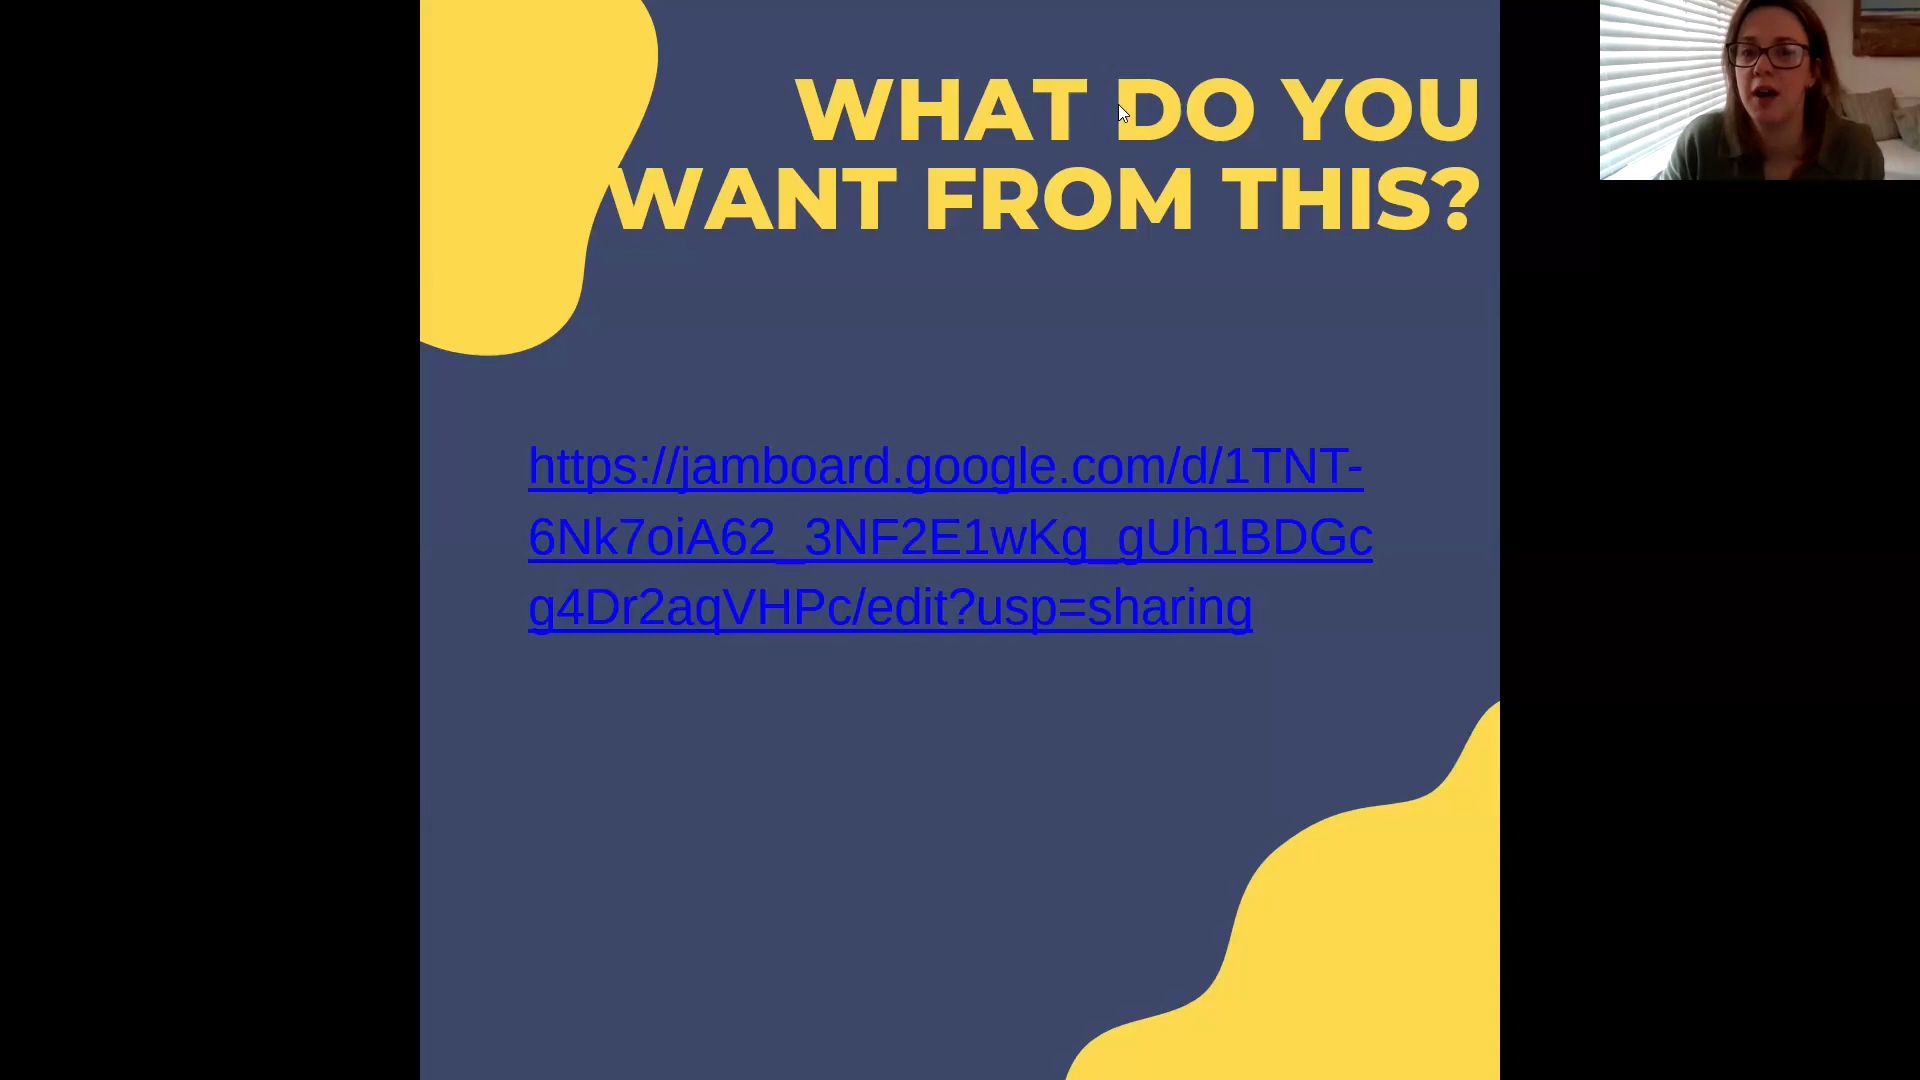 WHAT DO YOU
WANT FROM THIS?
https://jamboard.google.com/d/1TNT-
6Nk7oiA62_3NF2E1wKg_gUh1BDGc
g4Dr2aqVHPc/edit?usp=sharing